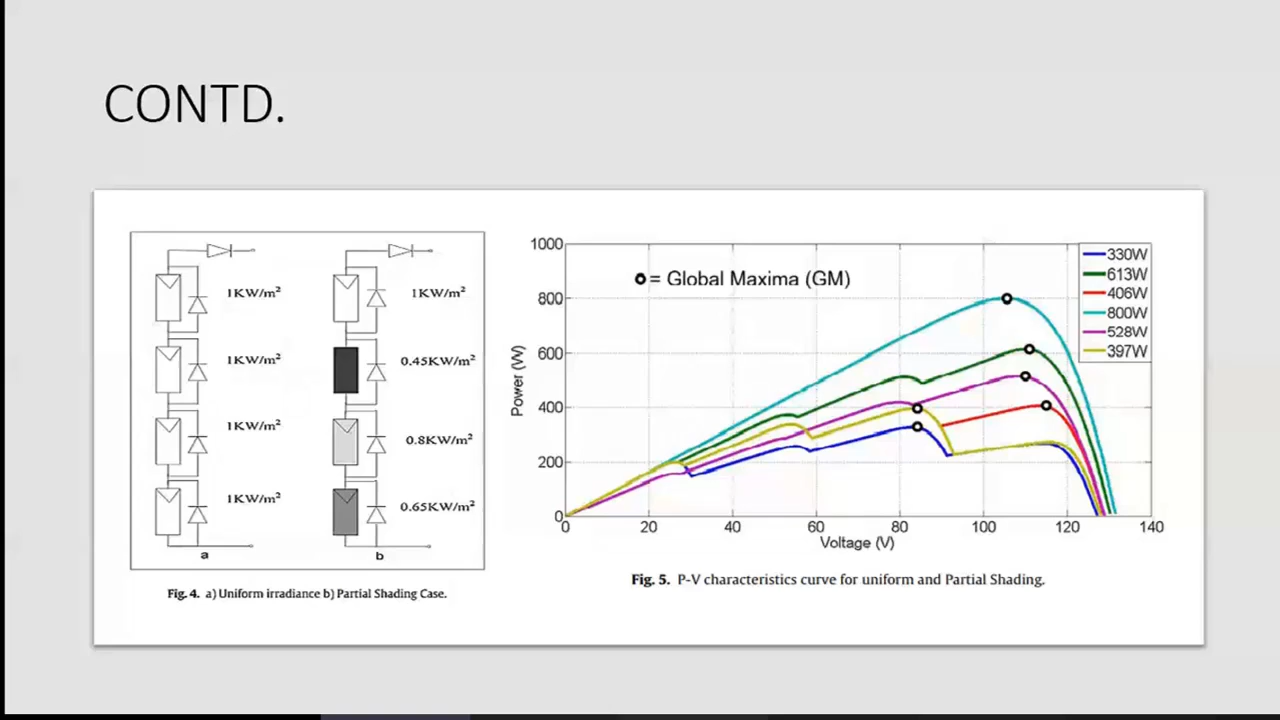 CONTD.
1KW/m²
1KW/m²
1KW/m²
1KW/m²
a
1KW/m²
0.45KW/m²
0.8KW/m²
0.65KW/m²
b
Fig. 4. a) Uniform irradiance b) Partial Shading Case.
1000
800
600
400
200
0
Power (W)
= Global Maxima (GM)
330W
613W
406W
800W
528W
397W
0 20 40 60 80 100 120 140
Voltage (V)
Fig. 5. P-V characteristics curve for uniform and Partial Shading.